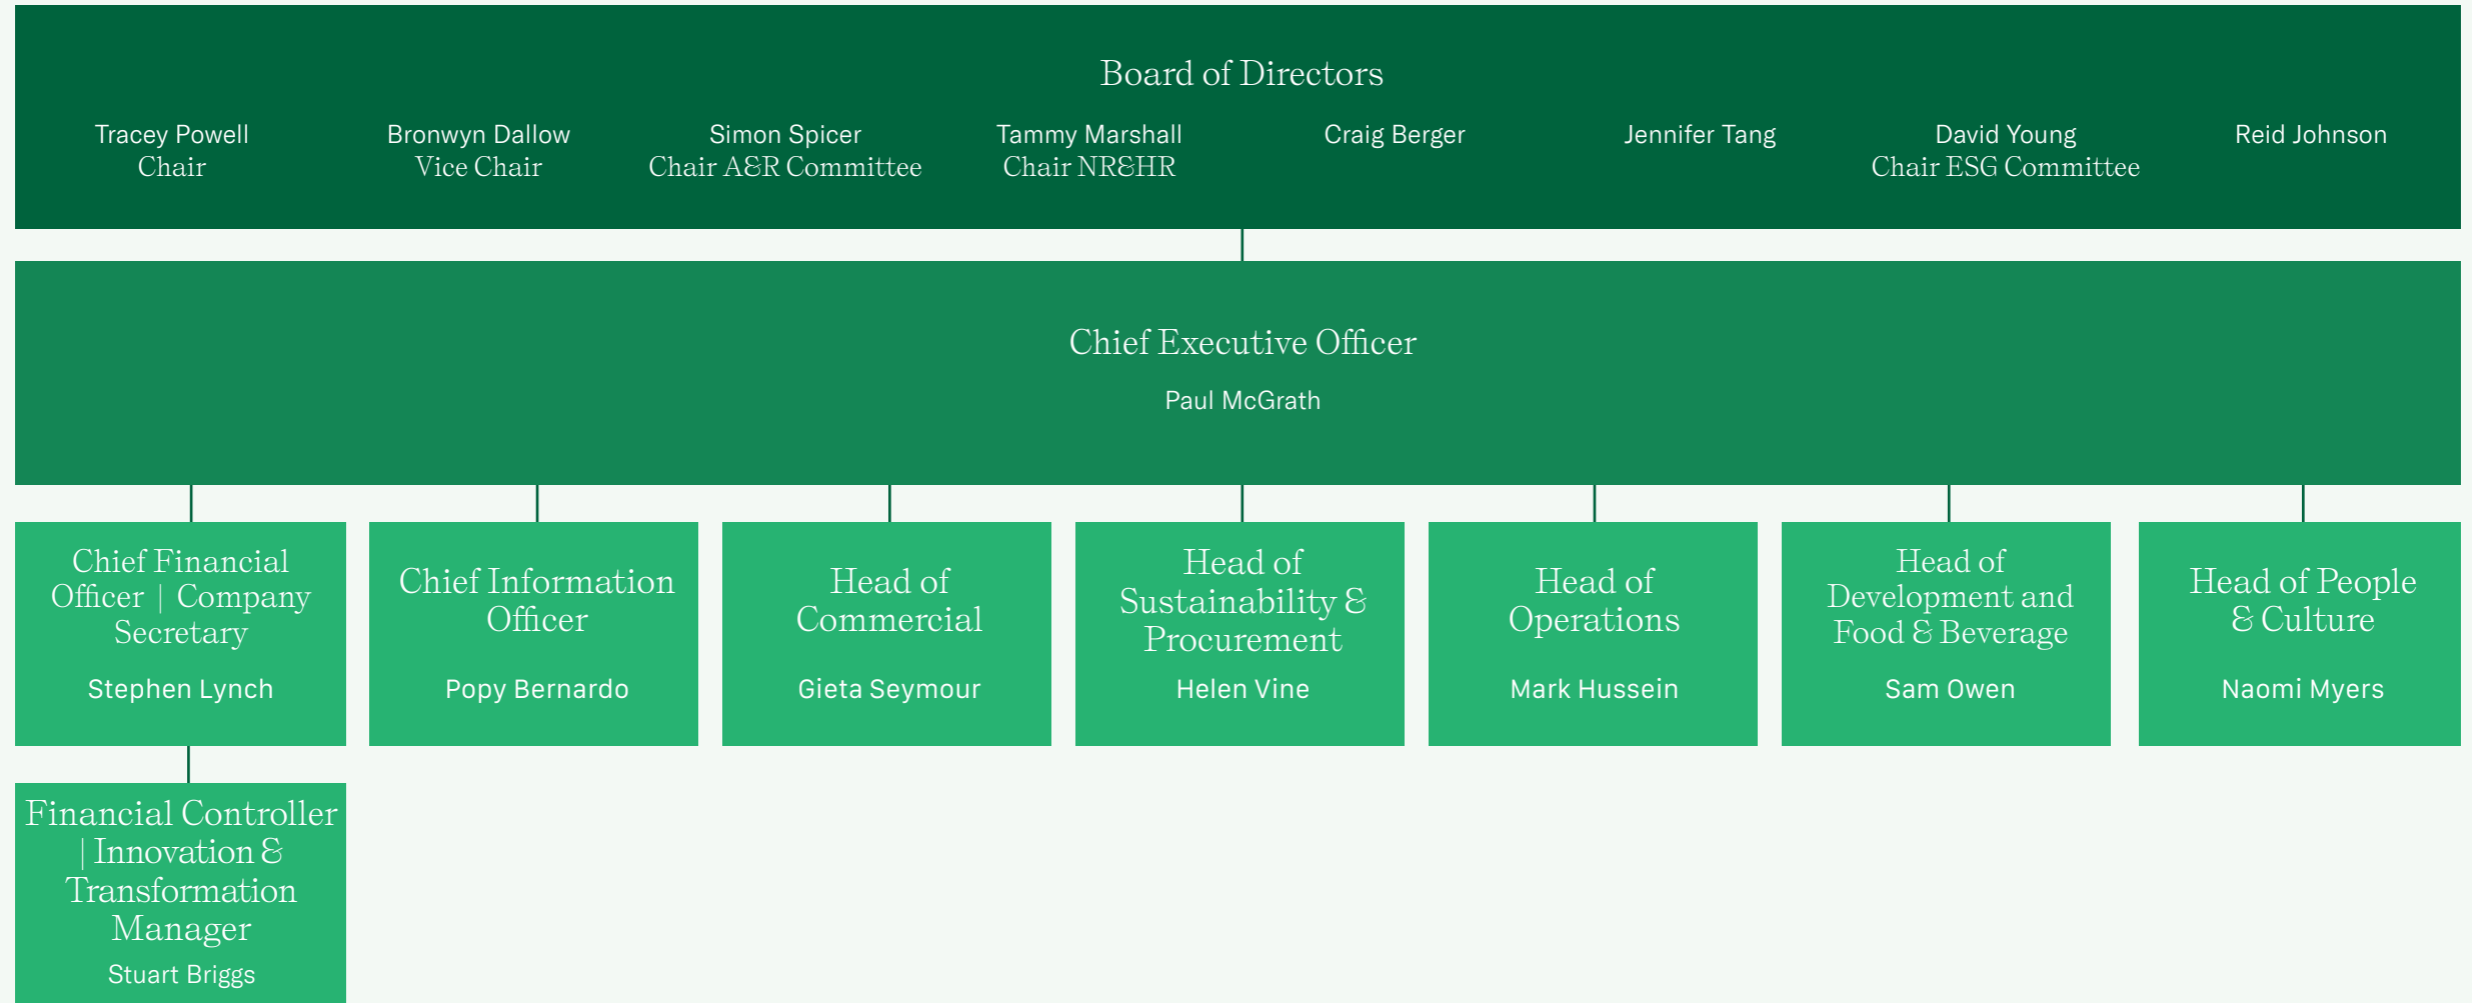 Board of Directors
Tracey Powell
Chair
Bronwyn Dallow
Vice Chair
Simon Spicer
Chair A&R Committee
Tammy Marshall
Chair NR&HR
Craig Berger
Jennifer Tang
David Young
Chair ESG Committee
Reid Johnson
Chief Executive Officer
Paul McGrath
Chief Financial
Officer | Company
Secretary
Stephen Lynch
Chief Information
Officer
Popy Bernardo
Head of
Commercial
Gieta Seymour
Head of
Sustainability &
Procurement
Helen Vine
Head of
Operations
Mark Hussein
Head of
Development and
Food & Beverage
Sam Owen
Head of People
& Culture
Naomi Myers
Financial Controller
| Innovation &
Transformation
Manager
Stuart Briggs